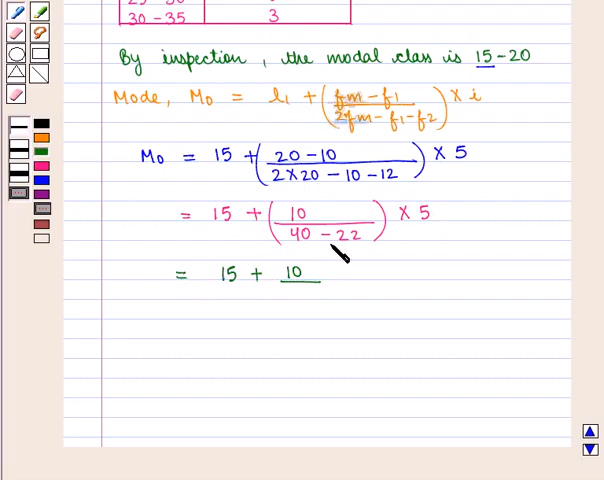 30-35 3
By inspection, the modal class is 15-20
Mode, Mo = l1 + (fm - f1 / 2fm - f1 - f2) × i
Mo = 15 + (20 - 10 / 2×20 - 10 - 12) × 5
= 15 + (10 / 40 - 22) × 5
= 15 + 10